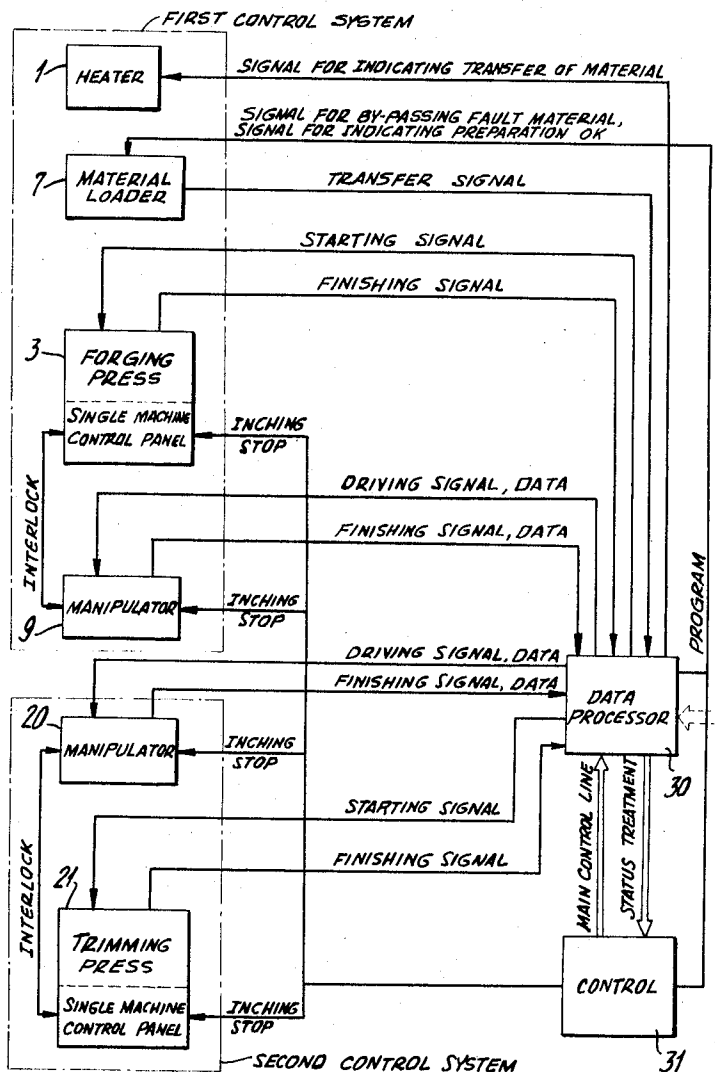 FIRST CONTROL SYSTEM
1
HEATER
SIGNAL FOR INDICATING TRANSFER OF MATERIAL
SIGNAL FOR BY-PASSING FAULT MATERIAL,
SIGNAL FOR INDICATING PREPARATION OK
7
MATERIAL
LOADER
TRANSFER SIGNAL
STARTING SIGNAL
FINISHING SIGNAL
3
FORGING
PRESS
SINGLE MACHINE
CONTROL PANEL
INCHING
STOP
INTERLOCK
DRIVING SIGNAL, DATA
FINISHING SIGNAL, DATA
MANIPULATOR
9
INCHING
STOP
PROGRAM
DRIVING SIGNAL, DATA
FINISHING SIGNAL, DATA
DATA
PROCESSOR
30
20
MANIPULATOR
INCHING
STOP
MAIN CONTROL LINE
STATUS TREATMENT
STARTING SIGNAL
FINISHING SIGNAL
INTERLOCK
21
TRIMMING
PRESS
SINGLE MACHINE
CONTROL PANEL
INCHING
STOP
CONTROL
31
SECOND CONTROL SYSTEM